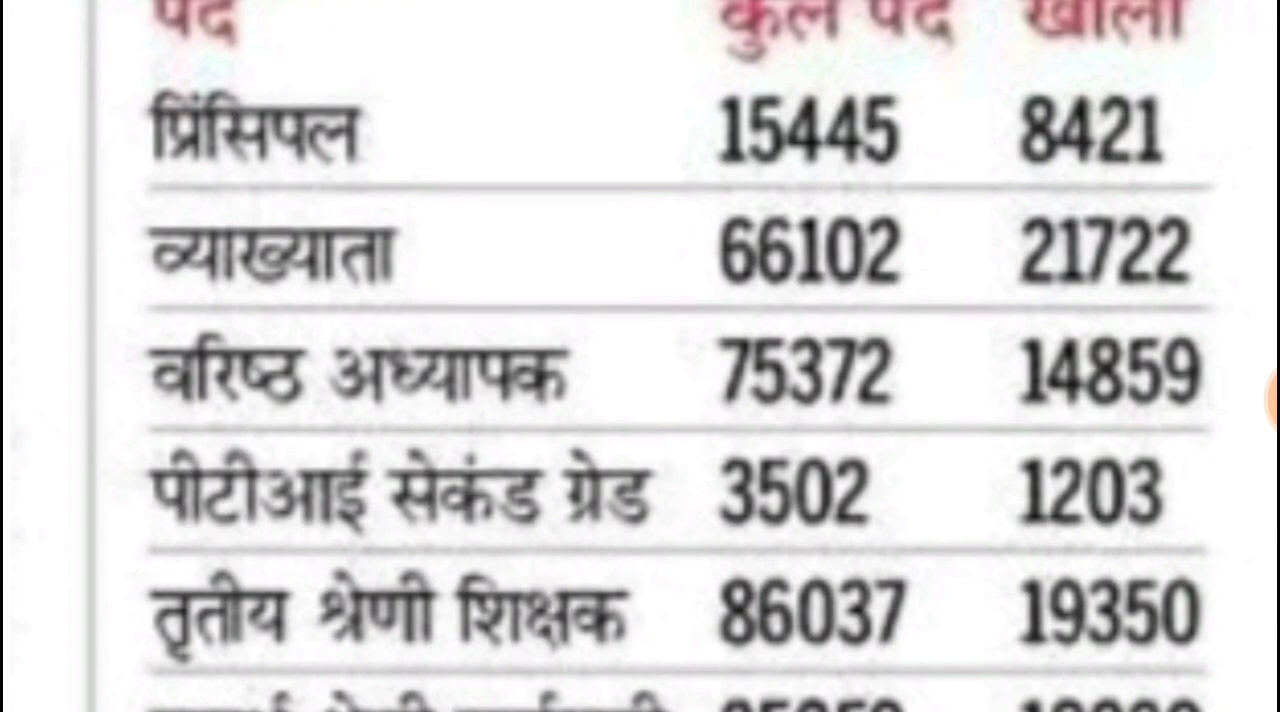 पद कुल पद खाली
प्रिंसिपल 15445 8421
व्याख्याता 66102 21722
वरिष्ठ अध्यापक 75372 14859
पीटीआई सेकंड ग्रेड 3502 1203
तृतीय श्रेणी शिक्षक 86037 19350